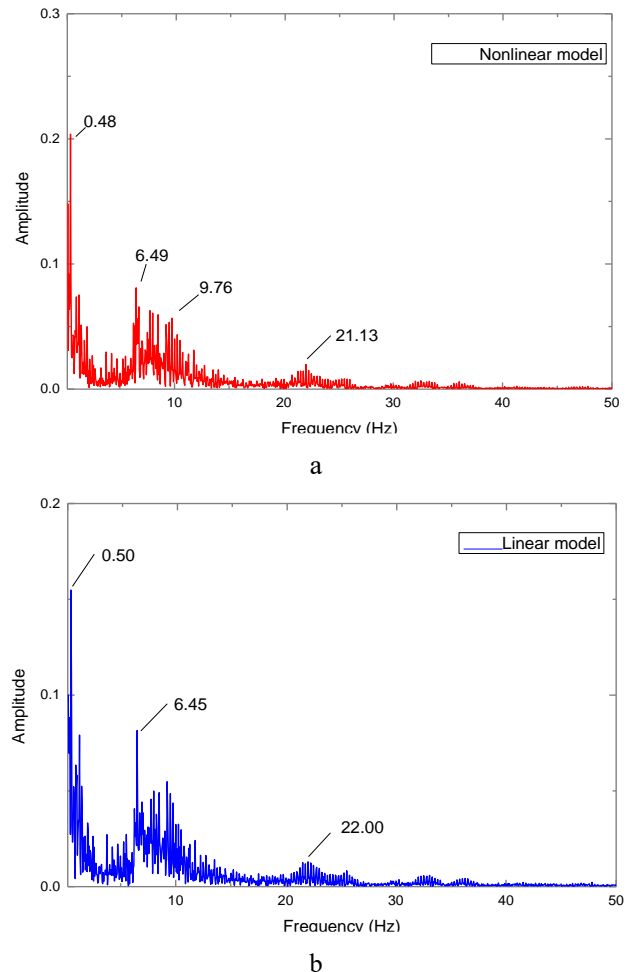 0.3
Nonlinear model
0.2
0.48
Amplitude
0.1
6.49
9.76
21.13
0.0
10 20 30 40 50
Frequency (Hz)
a
0.2
Linear model
0.50
Amplitude
0.1
6.45
22.00
0.0
10 20 30 40 50
Frequency (Hz)
b